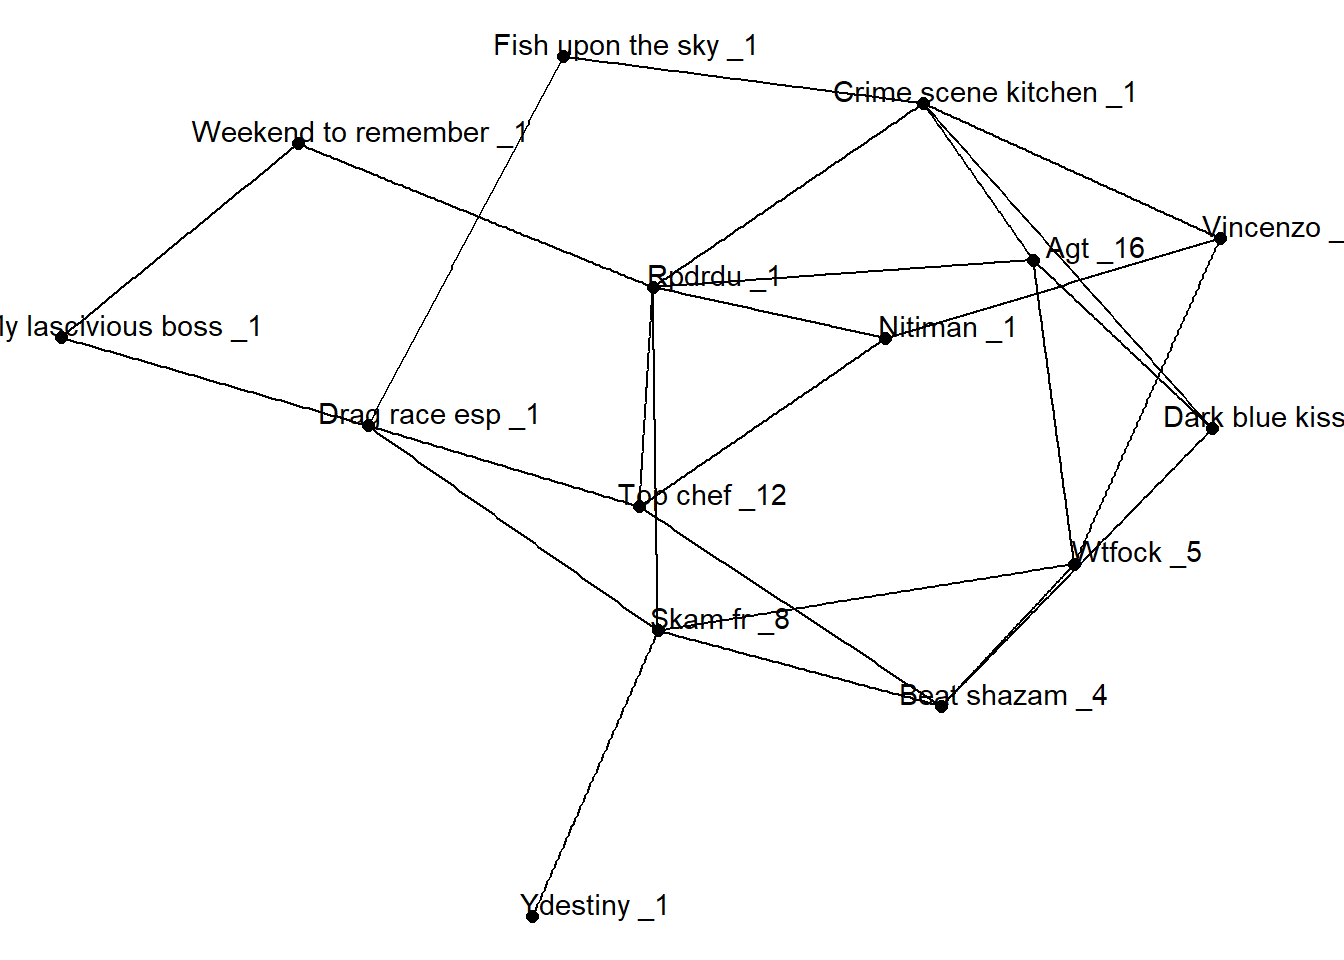 Fish upon the sky _1
Crime scene kitchen _1
Weekend to remember _1
Vincenzo _
Agt _16
Rpdrdu _1
My lascivious boss _1
Nitiman _1
Drag race esp _1
Dark blue kiss
Top chef _12
Wtfock _5
Skam fr _8
Beat shazam _4
Ydestiny _1